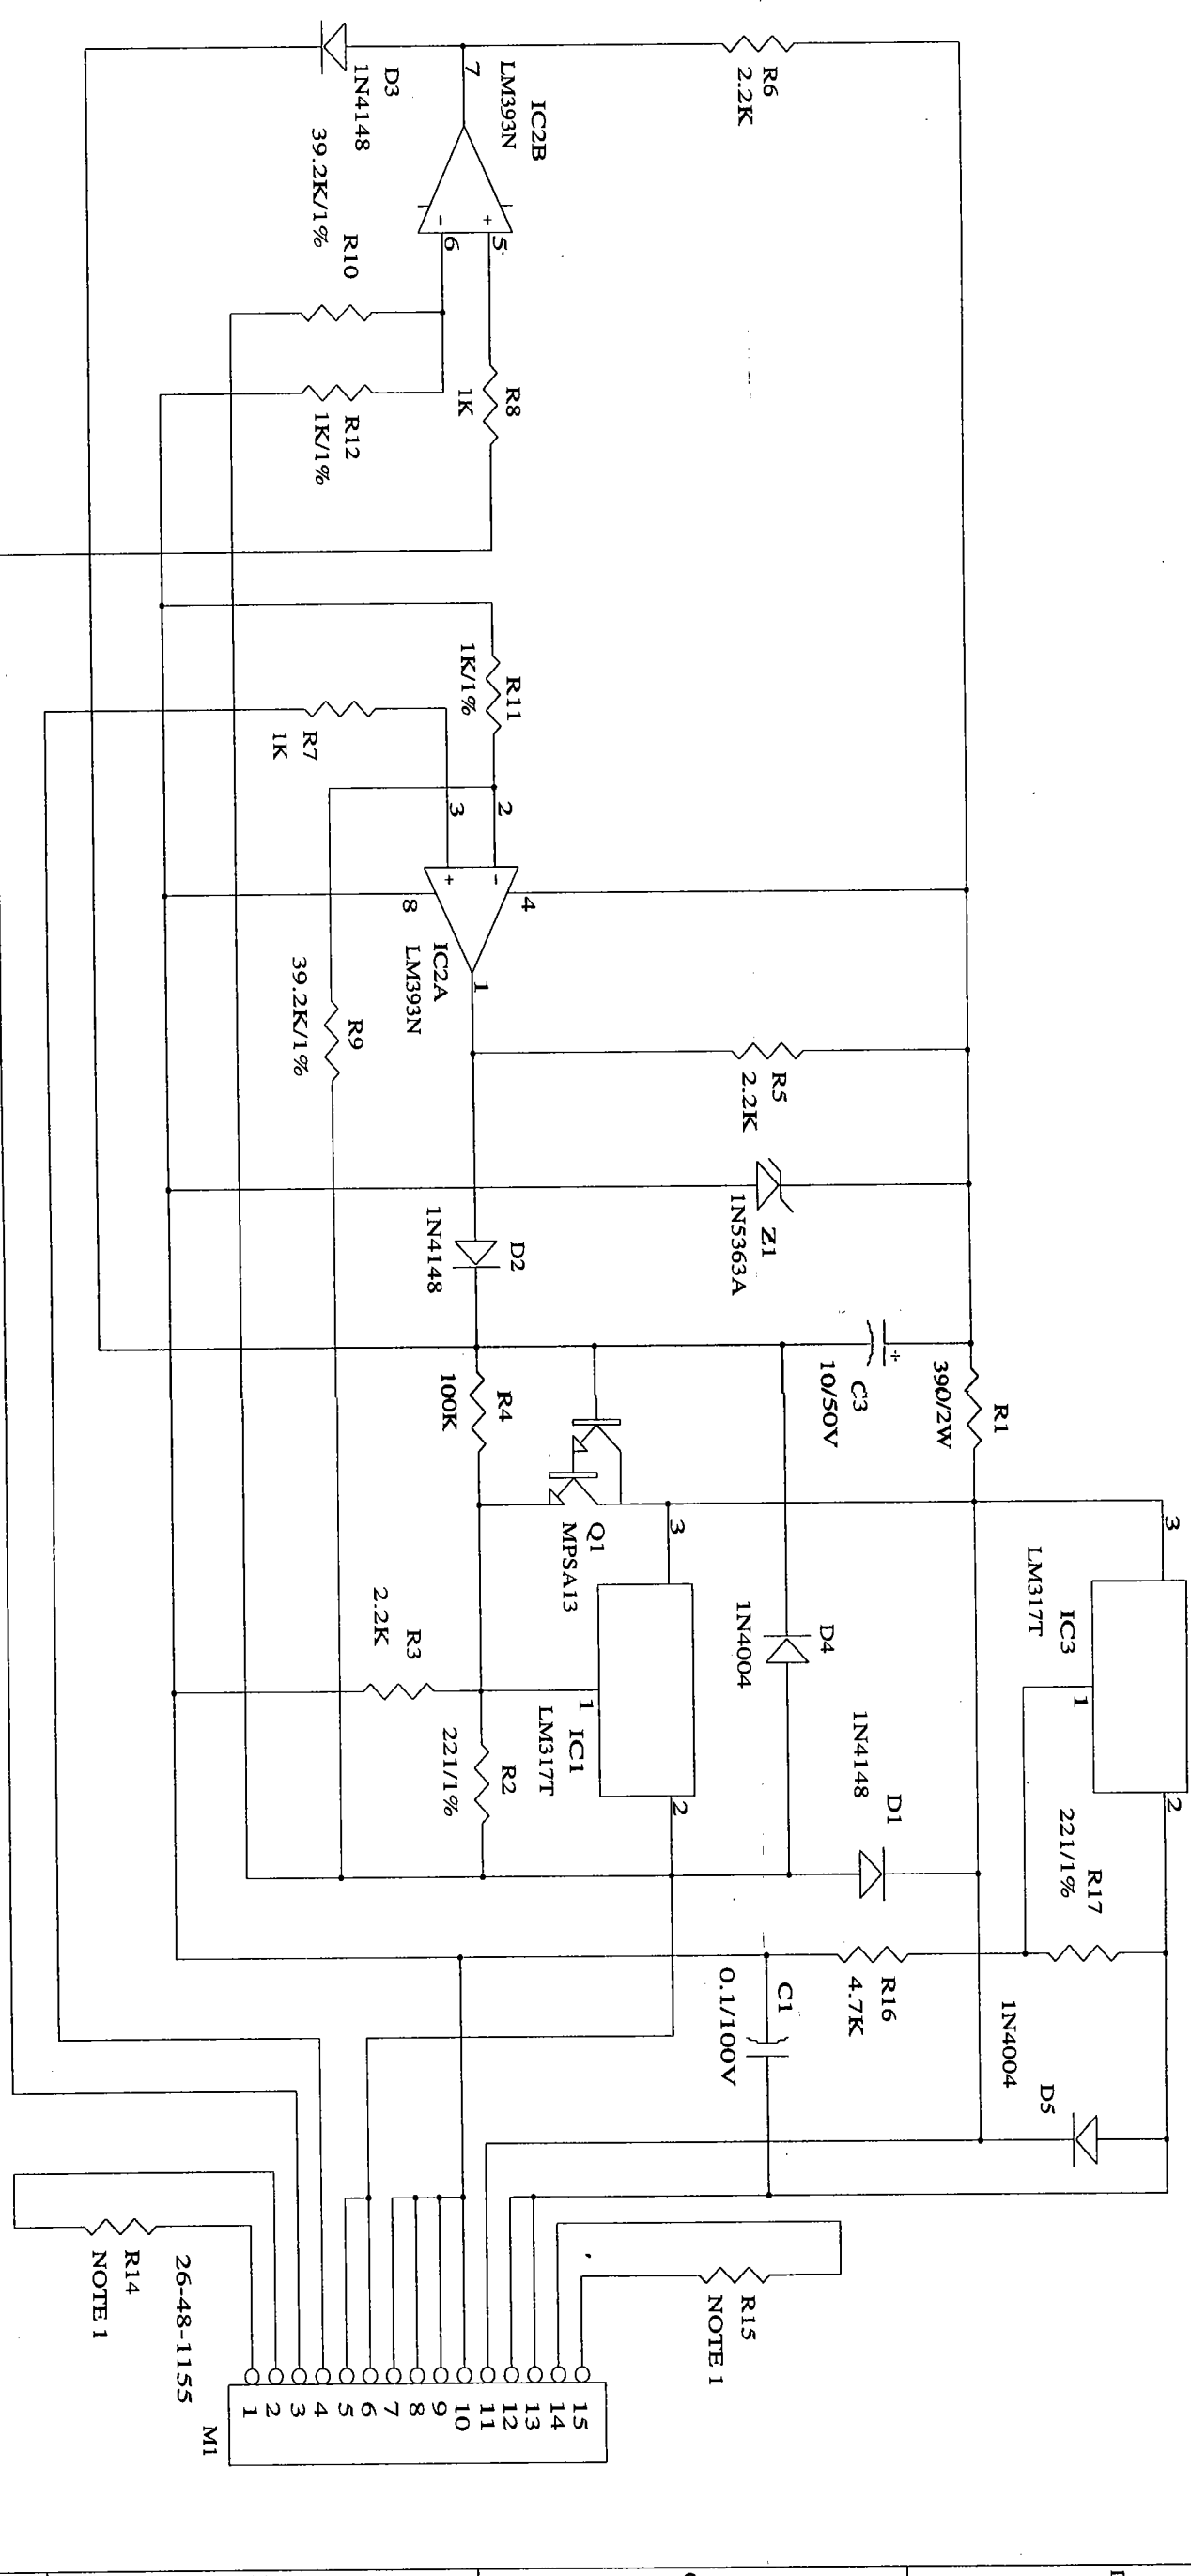 R6
2.2K
D3
1N4148
7
LM393N
IC2B
-
+
6
5
39.2K/1%
R10
R12
1K/1%
R8
1K
R11
1K/1%
R7
1K
3
2
+
-
8
4
1
IC2A
LM393N
R9
39.2K/1%
R5
2.2K
Z1
1N5363A
D2
1N4148
+
C3
10/50V
R1
390/2W
R4
100K
Q1
MPSA13
3
IC1
LM317T
1
2
R3
2.2K
R2
221/1%
D4
1N4004
D1
1N4148
3
IC3
LM317T
1
2
R17
221/1%
R16
4.7K
C1
0.1/100V
1N4004
D5
R15
NOTE 1
R14
NOTE 1
26-48-1155
M1
1
2
3
4
5
6
7
8
9
10
11
12
13
14
15